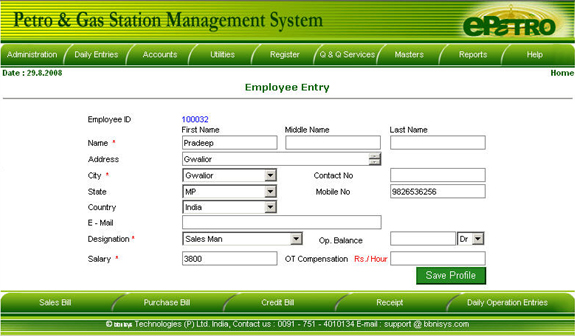 Petro & Gas Station Management System
ePetro
Administration Daily Entries Accounts Utilities Register Q & Q Services Masters Reports Help
Date : 29.8.2008 Home
Employee Entry
Employee ID 100032
First Name Middle Name Last Name
Name * Pradeep
Address Gwalior
City * Gwalior Contact No
State MP Mobile No 9826536256
Country India
E - Mail
Designation * Sales Man Op. Balance Dr
Salary * 3800 OT Compensation Rs./ Hour
Save Profile
Sales Bill Purchase Bill Credit Bill Receipt Daily Operation Entries
© bbnisys Technologies (P) Ltd. India, Contact us : 0091 - 751 - 4010134 E-mail : support @ bbnisys.com